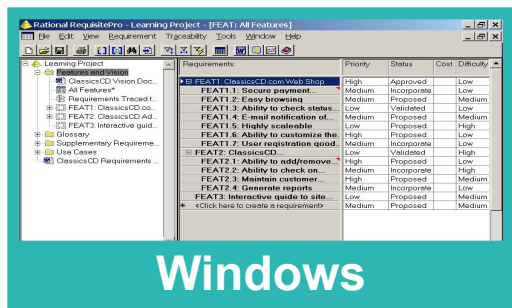 Rational RequisitePro - Learning Project - [FEAT: All Features]
File Edit View Requirement Traceability Tools Window Help
Learning Project
Features and Vision
ClassicsCD Vision Doc...
All Features*
Requirements Traced t...
FEAT1: ClassicsCD.co...
FEAT2: ClassicsCD Ad...
FEAT3: Interactive guid...
Glossary
Supplementary Requireme...
Use Cases
ClassicsCD Requirements ...
Requirements: Priority Status Cost Difficulty
FEAT1: ClassicsCD.com Web Shop High Approved Low
FEAT1.1: Secure payment... Medium Incorporate Low
FEAT1.2: Easy browsing Medium Proposed Medium
FEAT1.3: Ability to check status... Low Validated Low
FEAT1.4: E-mail notification of... Medium Proposed Medium
FEAT1.5: Highly scaleable Low Proposed High
FEAT1.6: Ability to customize the. High Proposed Low
FEAT1.7: User registration good.. Medium Incorporate Medium
FEAT2: ClassicsCD... Low Validated High
FEAT2.1: Ability to add/remove... High Proposed Medium
FEAT2.2: Ability to check on... Medium Incorporate High
FEAT2.3: Maintain customer... Medium Proposed Medium
FEAT2.4: Generate reports Medium Incorporate Low
FEAT3: Interactive guide to site... Low Proposed Low
* <Click here to create a requirement> Medium Proposed Medium
Windows